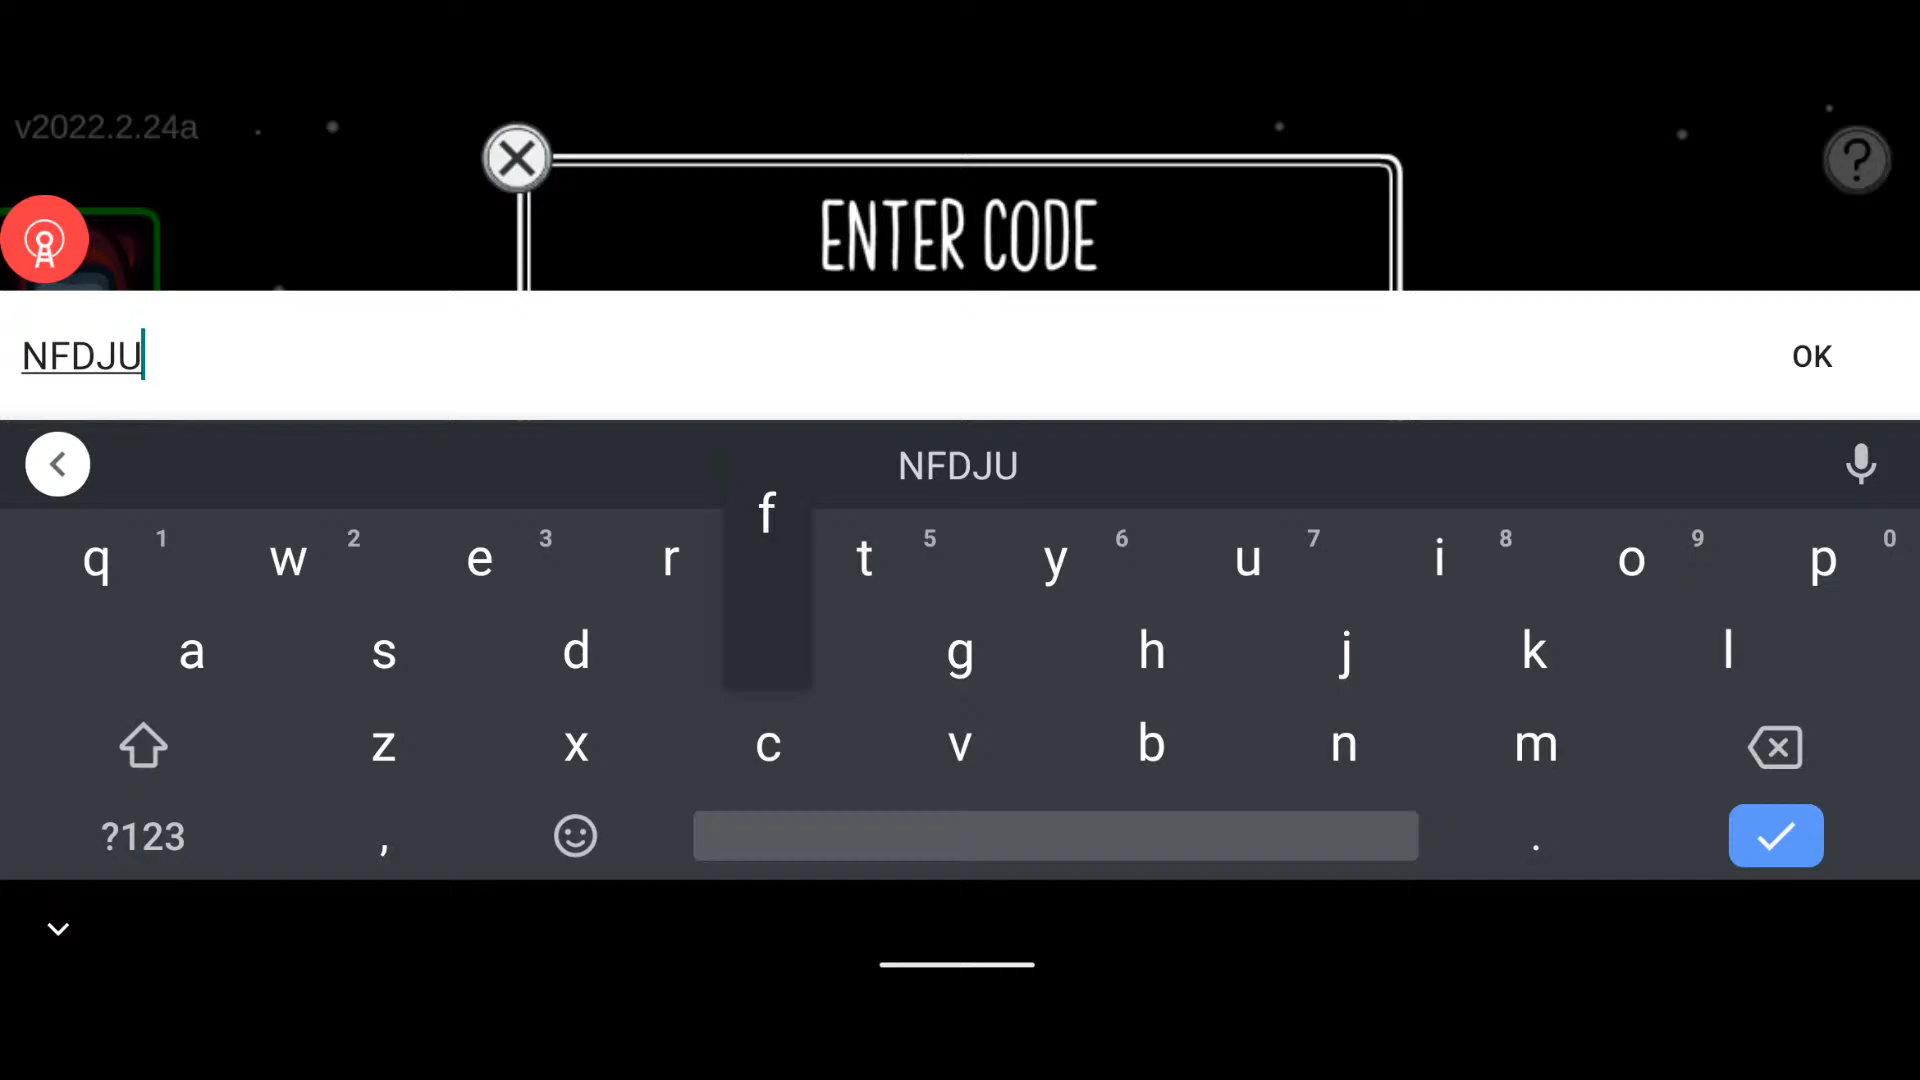 v2022.2.24a
?
ENTER CODE
NFDJU
OK
NFDJU
f
1 2 3 5 6 7 8 9 0
q w e r t y u i o p
a s d g h j k l
z x c v b n m
?123 , .